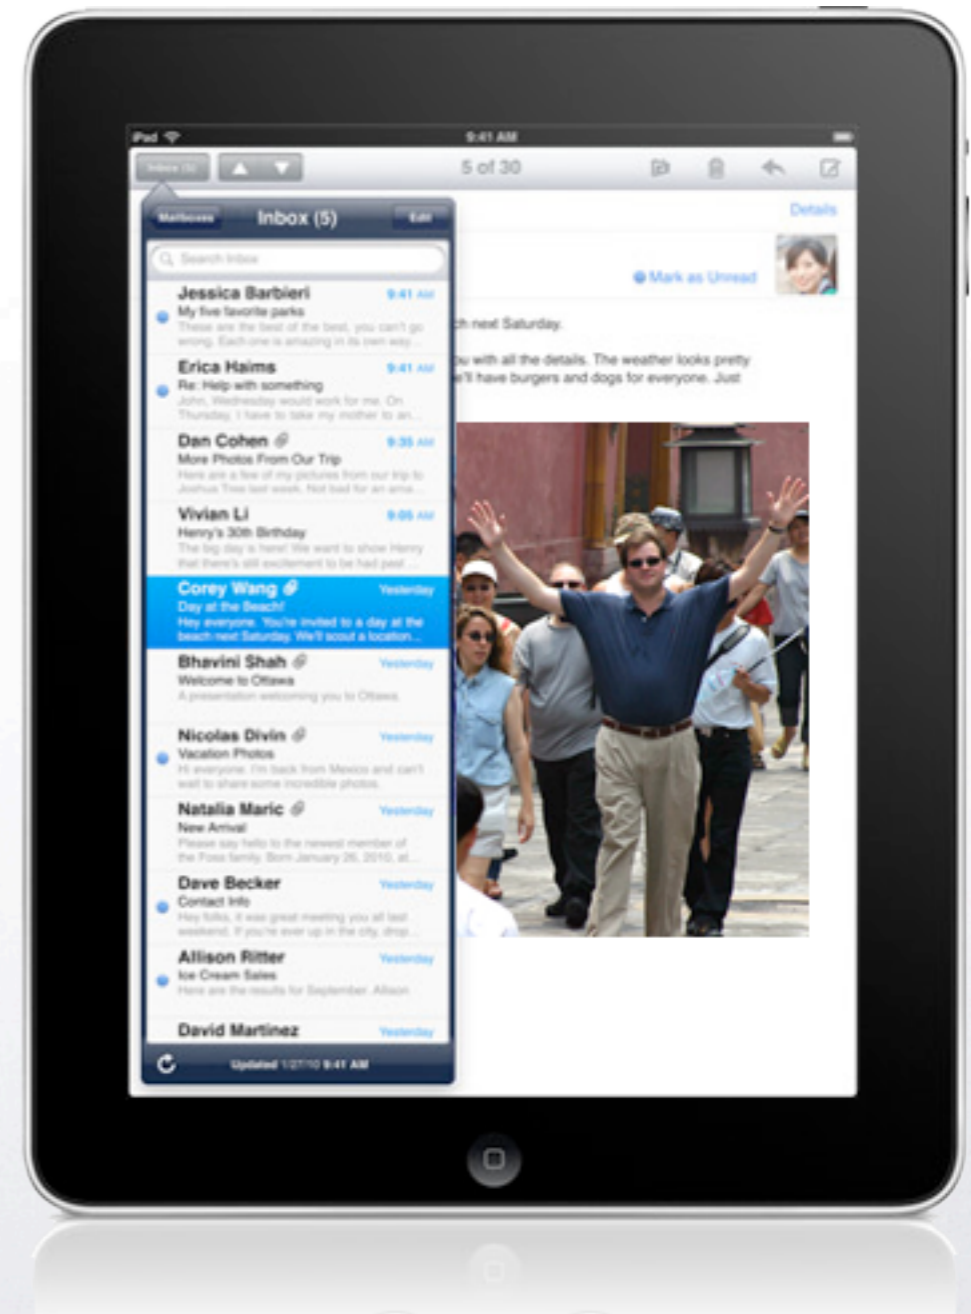 iPad 9:41 AM
Inbox (5) 5 of 30
Mailboxes Inbox (5) Edit
Details
Search Inbox
Mark as Unread
Jessica Barbieri 9:41 AM
My five favorite parks
These are the best of the best, you can't go
wrong. Each one is amazing in its own way...
Erica Haims 9:41 AM
Re: Help with something
John, Wednesday would work for me. On
Thursday, I have to take my mother to an...
Dan Cohen 9:35 AM
More Photos From Our Trip
Here are a few of my pictures from our trip to
Joshua Tree last week. Not bad for an ama...
Vivian Li 9:05 AM
Henry's 30th Birthday
The big day is here! We want to show Henry
that there's still excitement to be had past ...
Corey Wang Yesterday
Day at the Beach!
Hey everyone. You're invited to a day at the
beach next Saturday. We'll scout a location...
Bhavini Shah Yesterday
Welcome to Ottawa
A presentation welcoming you to Ottawa.
Nicolas Divin Yesterday
Vacation Photos
Hi everyone. I'm back from Mexico and can't
wait to share some incredible photos.
Natalia Maric Yesterday
New Arrival
Please say hello to the newest member of
the Foss family. Born January 26, 2010, at...
Dave Becker Yesterday
Contact Info
Hey folks, it was great meeting you all last
weekend. If you're ever up in the city, drop...
Allison Ritter Yesterday
Ice Cream Sales
Here are the results for September. Allison
David Martinez Yesterday
Updated 1/27/10 9:41 AM
ch next Saturday.
ou with all the details. The weather looks pretty
e'll have burgers and dogs for everyone. Just